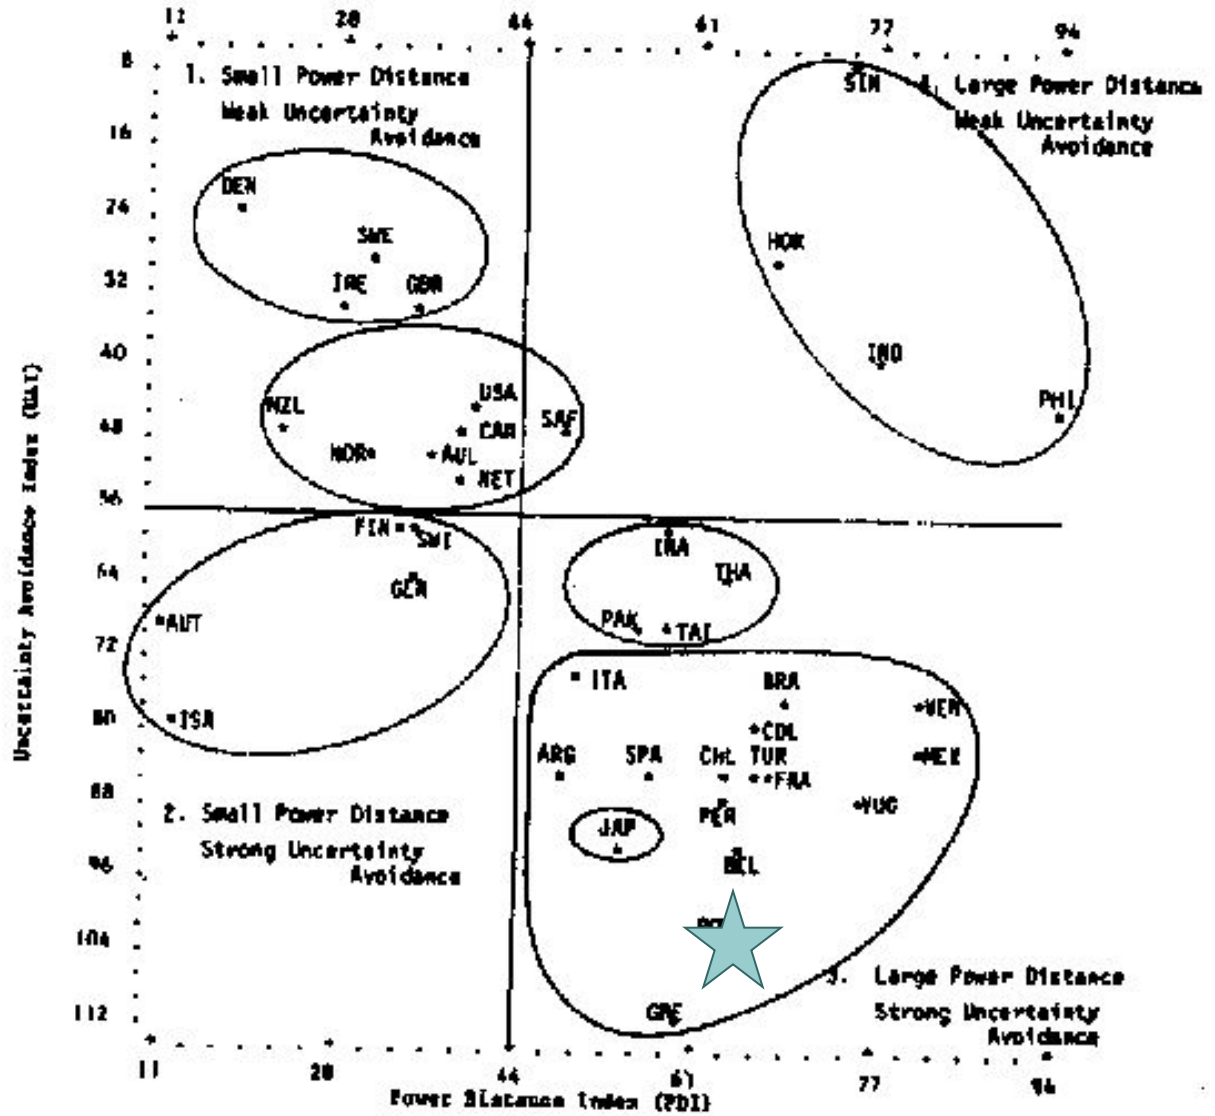 12 28 44 61 77 94
8
1. Small Power Distance
Weak Uncertainty
Avoidance
SIN
4. Large Power Distance
Weak Uncertainty
Avoidance
16
DEN
24
SWE
HOK
32
IRE GBR
40
IND
USA
NZL
SAF
PHI
48
CAN
NOR
AUL
NET
56
FIN
SWI
IRA
64
GER
THA
AUT
PAK
TAI
72
ITA
BRA
80
ISR
VEN
COL
ARG SPA CHL TUR
MEX
FRA
88
YUG
PER
2. Small Power Distance
JAP
Strong Uncertainty
96
BEL
Avoidance
104
3. Large Power Distance
112
GRE
Strong Uncertainty
Avoidance
11 28 44 61 77 94
Power Distance Index (PDI)
Uncertainty Avoidance Index (UAI)